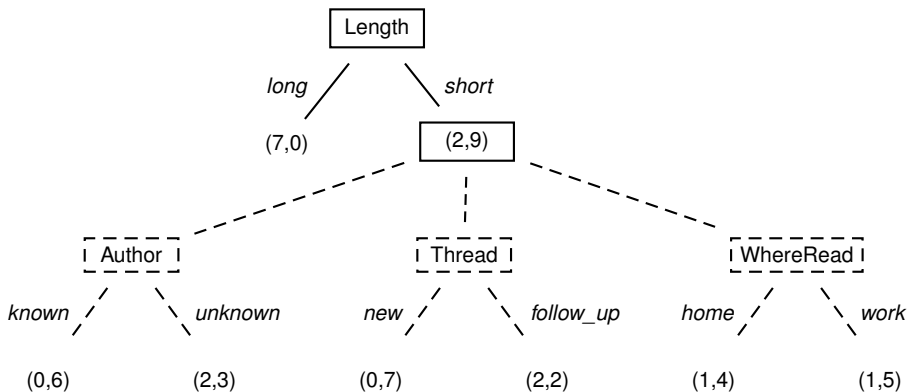 Length
long short
(7,0) (2,9)
Author Thread WhereRead
known unknown new follow_up home work
(0,6) (2,3) (0,7) (2,2) (1,4) (1,5)